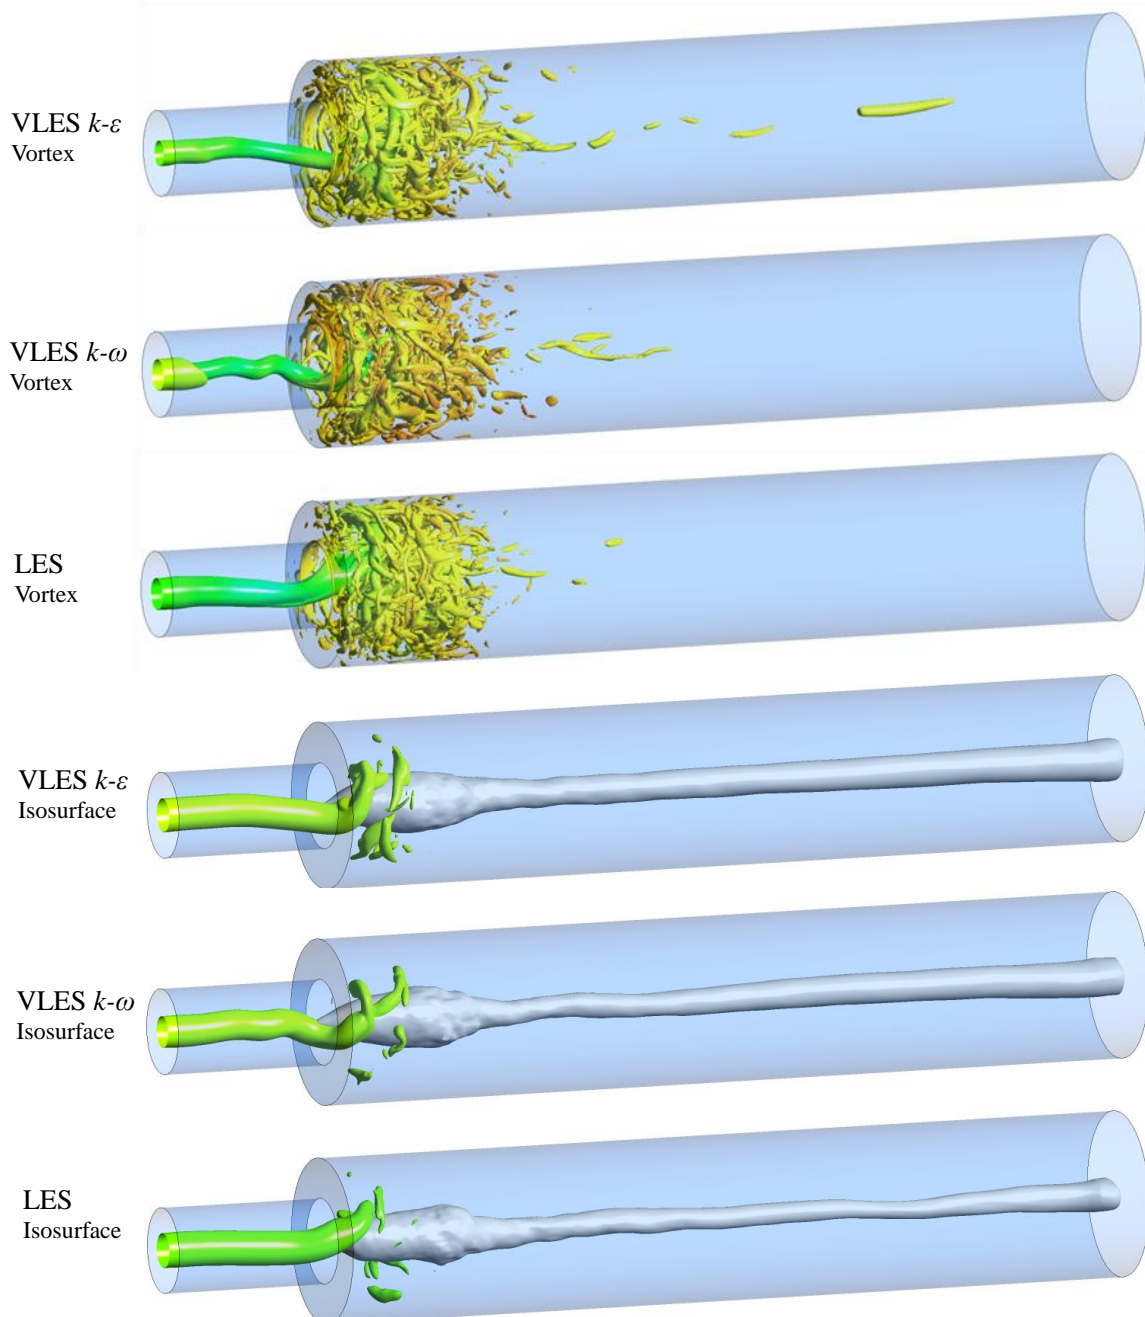 VLES k-ε
Vortex
VLES k-ω
Vortex
LES
Vortex
VLES k-ε
Isosurface
VLES k-ω
Isosurface
LES
Isosurface